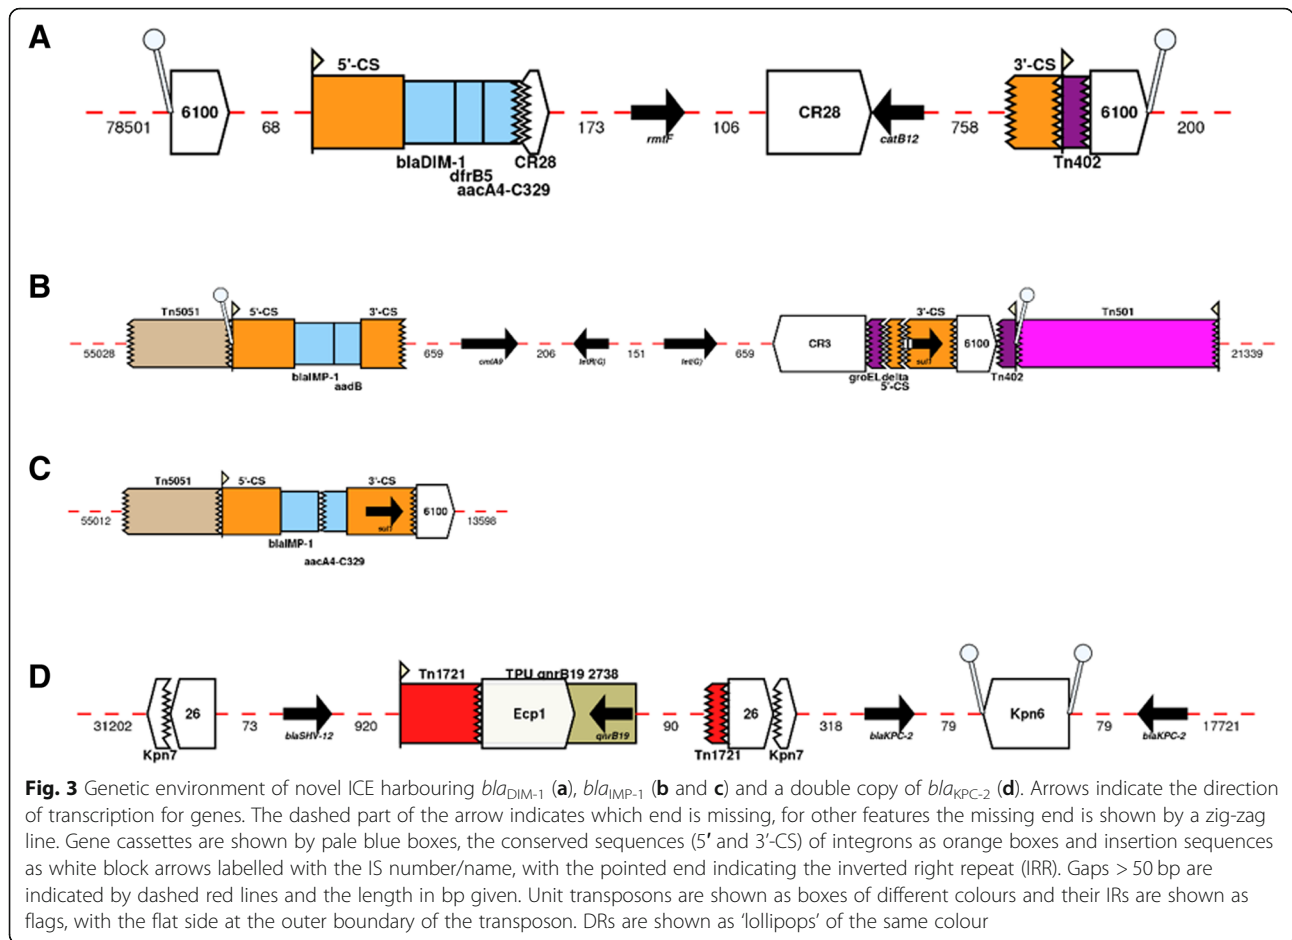 A
5'-CS
3'-CS
6100
CR28
6100
78501
68
173
rmtF
106
catB12
758
200
blaDIM-1
CR28
Tn402
dfrB5
aacA4-C329
B
Tn5051
5'-CS
3'-CS
3'-CS
Tn501
CR3
6100
55028
659
cmlA9
206
tetR(G)
151
tet(G)
659
sul1
21339
blaIMP-1
groELdelta
Tn402
aadB
5'-CS
C
Tn5051
5'-CS
3'-CS
6100
55012
sul1
13598
blaIMP-1
aacA4-C329
D
Tn1721
TPU qnrB19 2738
26
Ecp1
26
Kpn6
31202
73
blaSHV-12
920
qnrB19
90
318
blaKPC-2
79
79
blaKPC-2
17721
Kpn7
Tn1721
Kpn7
Fig. 3 Genetic environment of novel ICE harbouring blaDIM-1 (a), blaIMP-1 (b and c) and a double copy of blaKPC-2 (d). Arrows indicate the direction
of transcription for genes. The dashed part of the arrow indicates which end is missing, for other features the missing end is shown by a zig-zag
line. Gene cassettes are shown by pale blue boxes, the conserved sequences (5′ and 3′-CS) of integrons as orange boxes and insertion sequences
as white block arrows labelled with the IS number/name, with the pointed end indicating the inverted right repeat (IRR). Gaps > 50 bp are
indicated by dashed red lines and the length in bp given. Unit transposons are shown as boxes of different colours and their IRs are shown as
flags, with the flat side at the outer boundary of the transposon. DRs are shown as ‘lollipops’ of the same colour